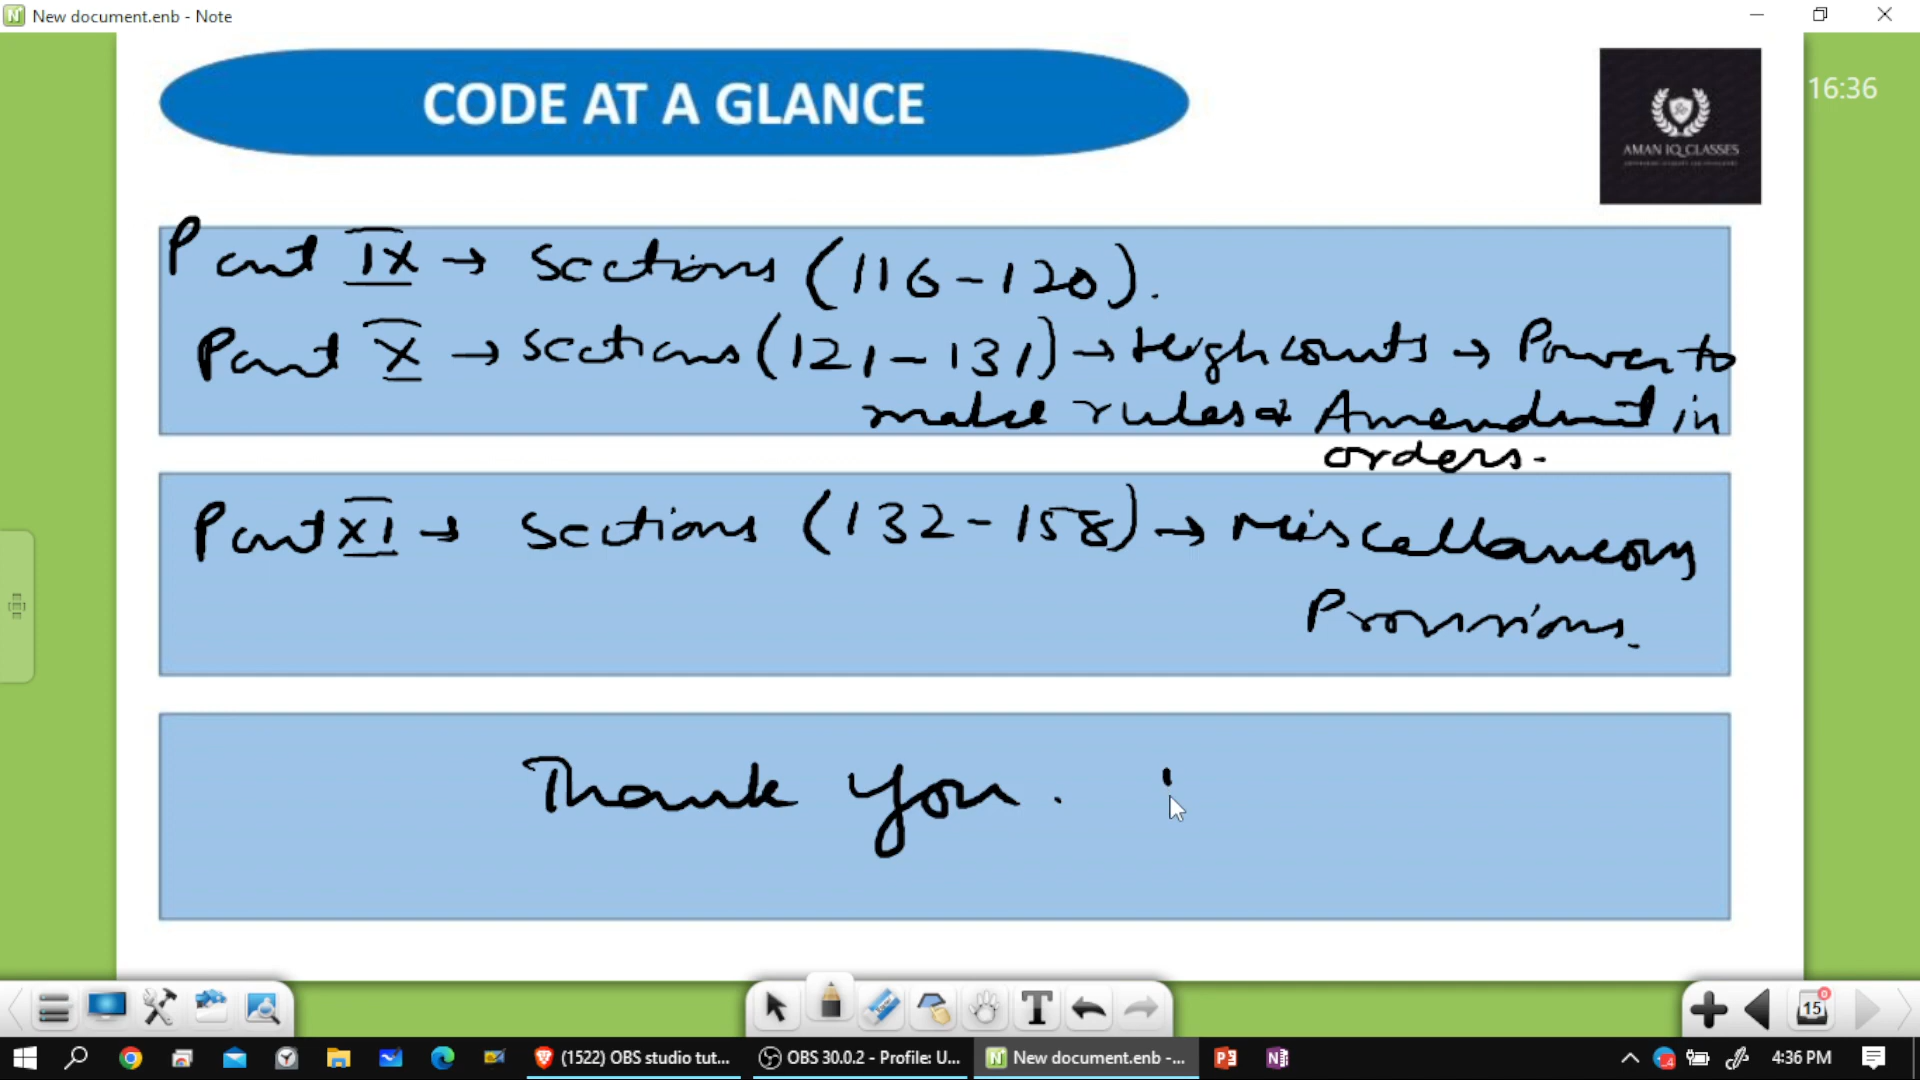 New document.enb - Note
CODE AT A GLANCE
AMAN IQ CLASSES
16:36
Part IX → Sections (116-120).
Part X → Sections (121-131) → High courts → Power to
make rules & Amendment in
orders.
Part XI → Sections (132-158) → Miscellaneous
Provisions.
Thank you.
T
15
0
(1522) OBS studio tut...
OBS 30.0.2 - Profile: U...
New document.enb -...
4:36 PM